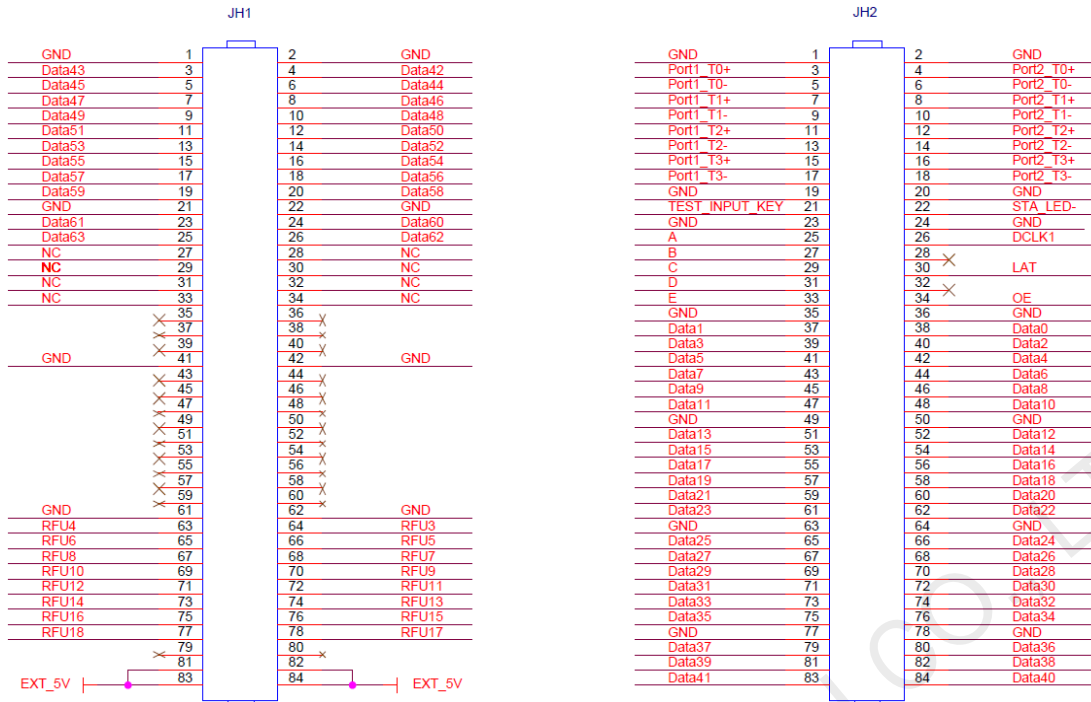 JH1 JH2
GND 1 2 GND GND 1 2 GND
Data43 3 4 Data42 Port1_T0+ 3 4 Port2_T0+
Data45 5 6 Data44 Port1_T0- 5 6 Port2_T0-
Data47 7 8 Data46 Port1_T1+ 7 8 Port2_T1+
Data49 9 10 Data48 Port1_T1- 9 10 Port2_T1-
Data51 11 12 Data50 Port1_T2+ 11 12 Port2_T2+
Data53 13 14 Data52 Port1_T2- 13 14 Port2_T2-
Data55 15 16 Data54 Port1_T3+ 15 16 Port2_T3+
Data57 17 18 Data56 Port1_T3- 17 18 Port2_T3-
Data59 19 20 Data58 GND 19 20 GND
GND 21 22 GND TEST_INPUT_KEY 21 22 STA_LED-
Data61 23 24 Data60 GND 23 24 GND
Data63 25 26 Data62 A 25 26 DCLK1
NC 27 28 NC B 27 28
NC 29 30 NC C 29 30 LAT
NC 31 32 NC D 31 32
NC 33 34 NC E 33 34 OE
35 36 GND 35 36 GND
37 38 Data1 37 38 Data0
39 40 Data3 39 40 Data2
GND 41 42 GND Data5 41 42 Data4
43 44 Data7 43 44 Data6
45 46 Data9 45 46 Data8
47 48 Data11 47 48 Data10
49 50 GND 49 50 GND
51 52 Data13 51 52 Data12
53 54 Data15 53 54 Data14
55 56 Data17 55 56 Data16
57 58 Data19 57 58 Data18
59 60 Data21 59 60 Data20
GND 61 62 GND Data23 61 62 Data22
RFU4 63 64 RFU3 GND 63 64 GND
RFU6 65 66 RFU5 Data25 65 66 Data24
RFU8 67 68 RFU7 Data27 67 68 Data26
RFU10 69 70 RFU9 Data29 69 70 Data28
RFU12 71 72 RFU11 Data31 71 72 Data30
RFU14 73 74 RFU13 Data33 73 74 Data32
RFU16 75 76 RFU15 Data35 75 76 Data34
RFU18 77 78 RFU17 GND 77 78 GND
79 80 Data37 79 80 Data36
81 82 Data39 81 82 Data38
EXT_5V 83 84 EXT_5V Data41 83 84 Data40